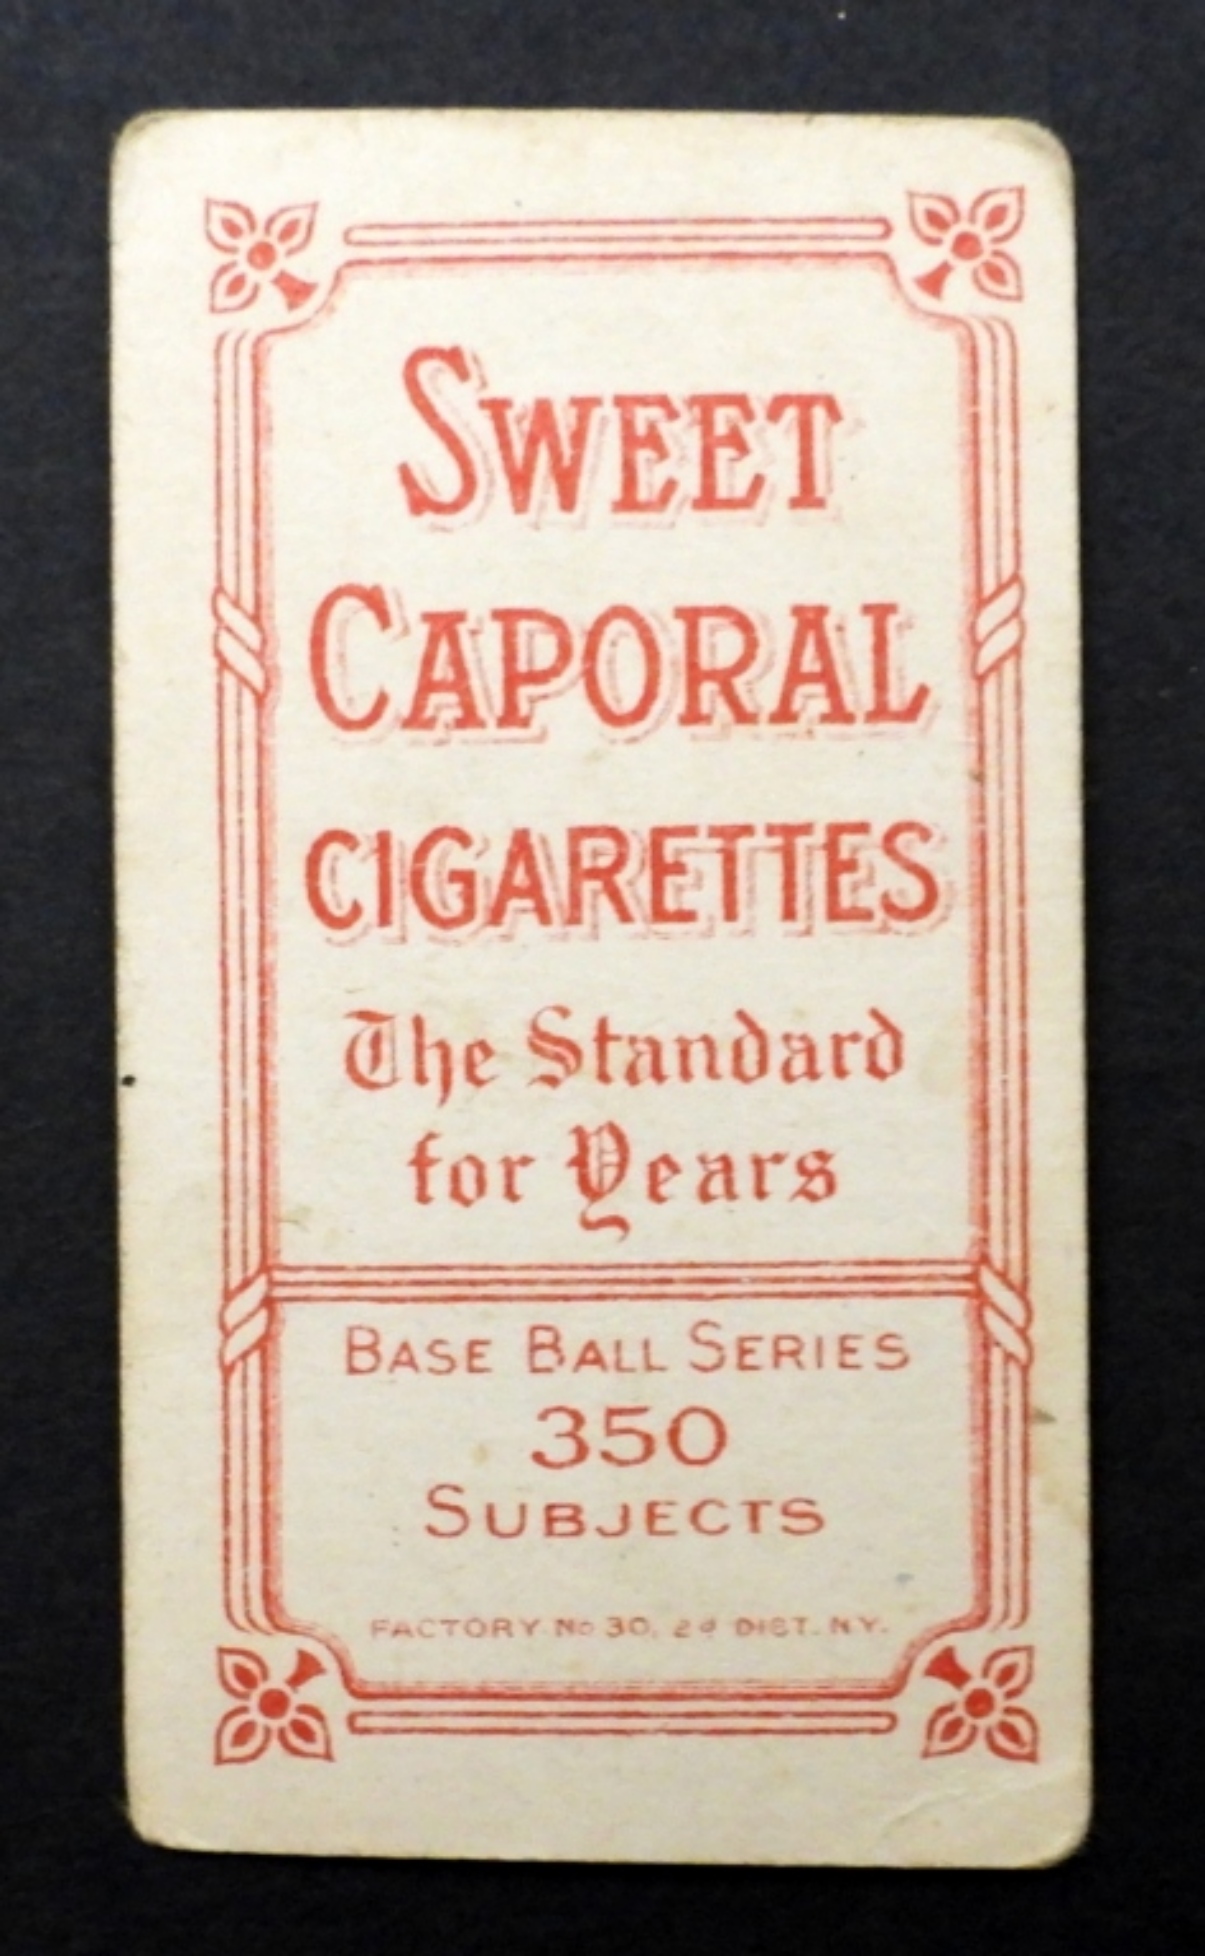 SWEET
CAPORAL
CIGARETTES
The Standard
for Years
BASE BALL SERIES
350
SUBJECTS
FACTORY No 30, 2d DIST. N.Y.